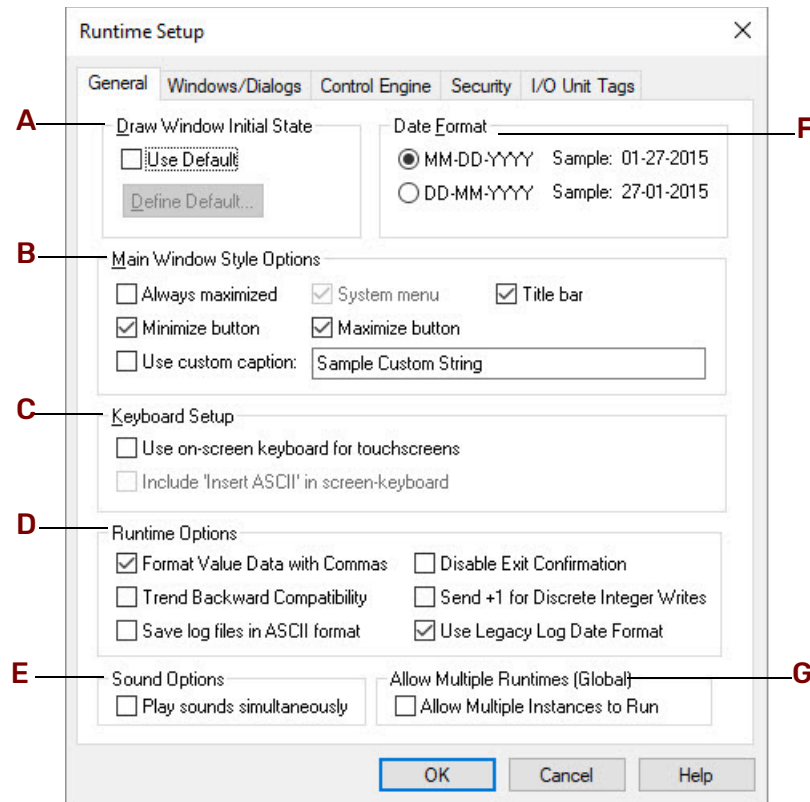 Runtime Setup
General Windows/Dialogs Control Engine Security I/O Unit Tags
A
Draw Window Initial State
Use Default
Define Default...
Date Format
F
MM-DD-YYYY Sample: 01-27-2015
DD-MM-YYYY Sample: 27-01-2015
B
Main Window Style Options
Always maximized System menu Title bar
Minimize button Maximize button
Use custom caption: Sample Custom String
C
Keyboard Setup
Use on-screen keyboard for touchscreens
Include 'Insert ASCII' in screen-keyboard
D
Runtime Options
Format Value Data with Commas Disable Exit Confirmation
Trend Backward Compatibility Send +1 for Discrete Integer Writes
Save log files in ASCII format Use Legacy Log Date Format
E
Sound Options
Play sounds simultaneously
Allow Multiple Runtimes (Global)
G
Allow Multiple Instances to Run
OK Cancel Help